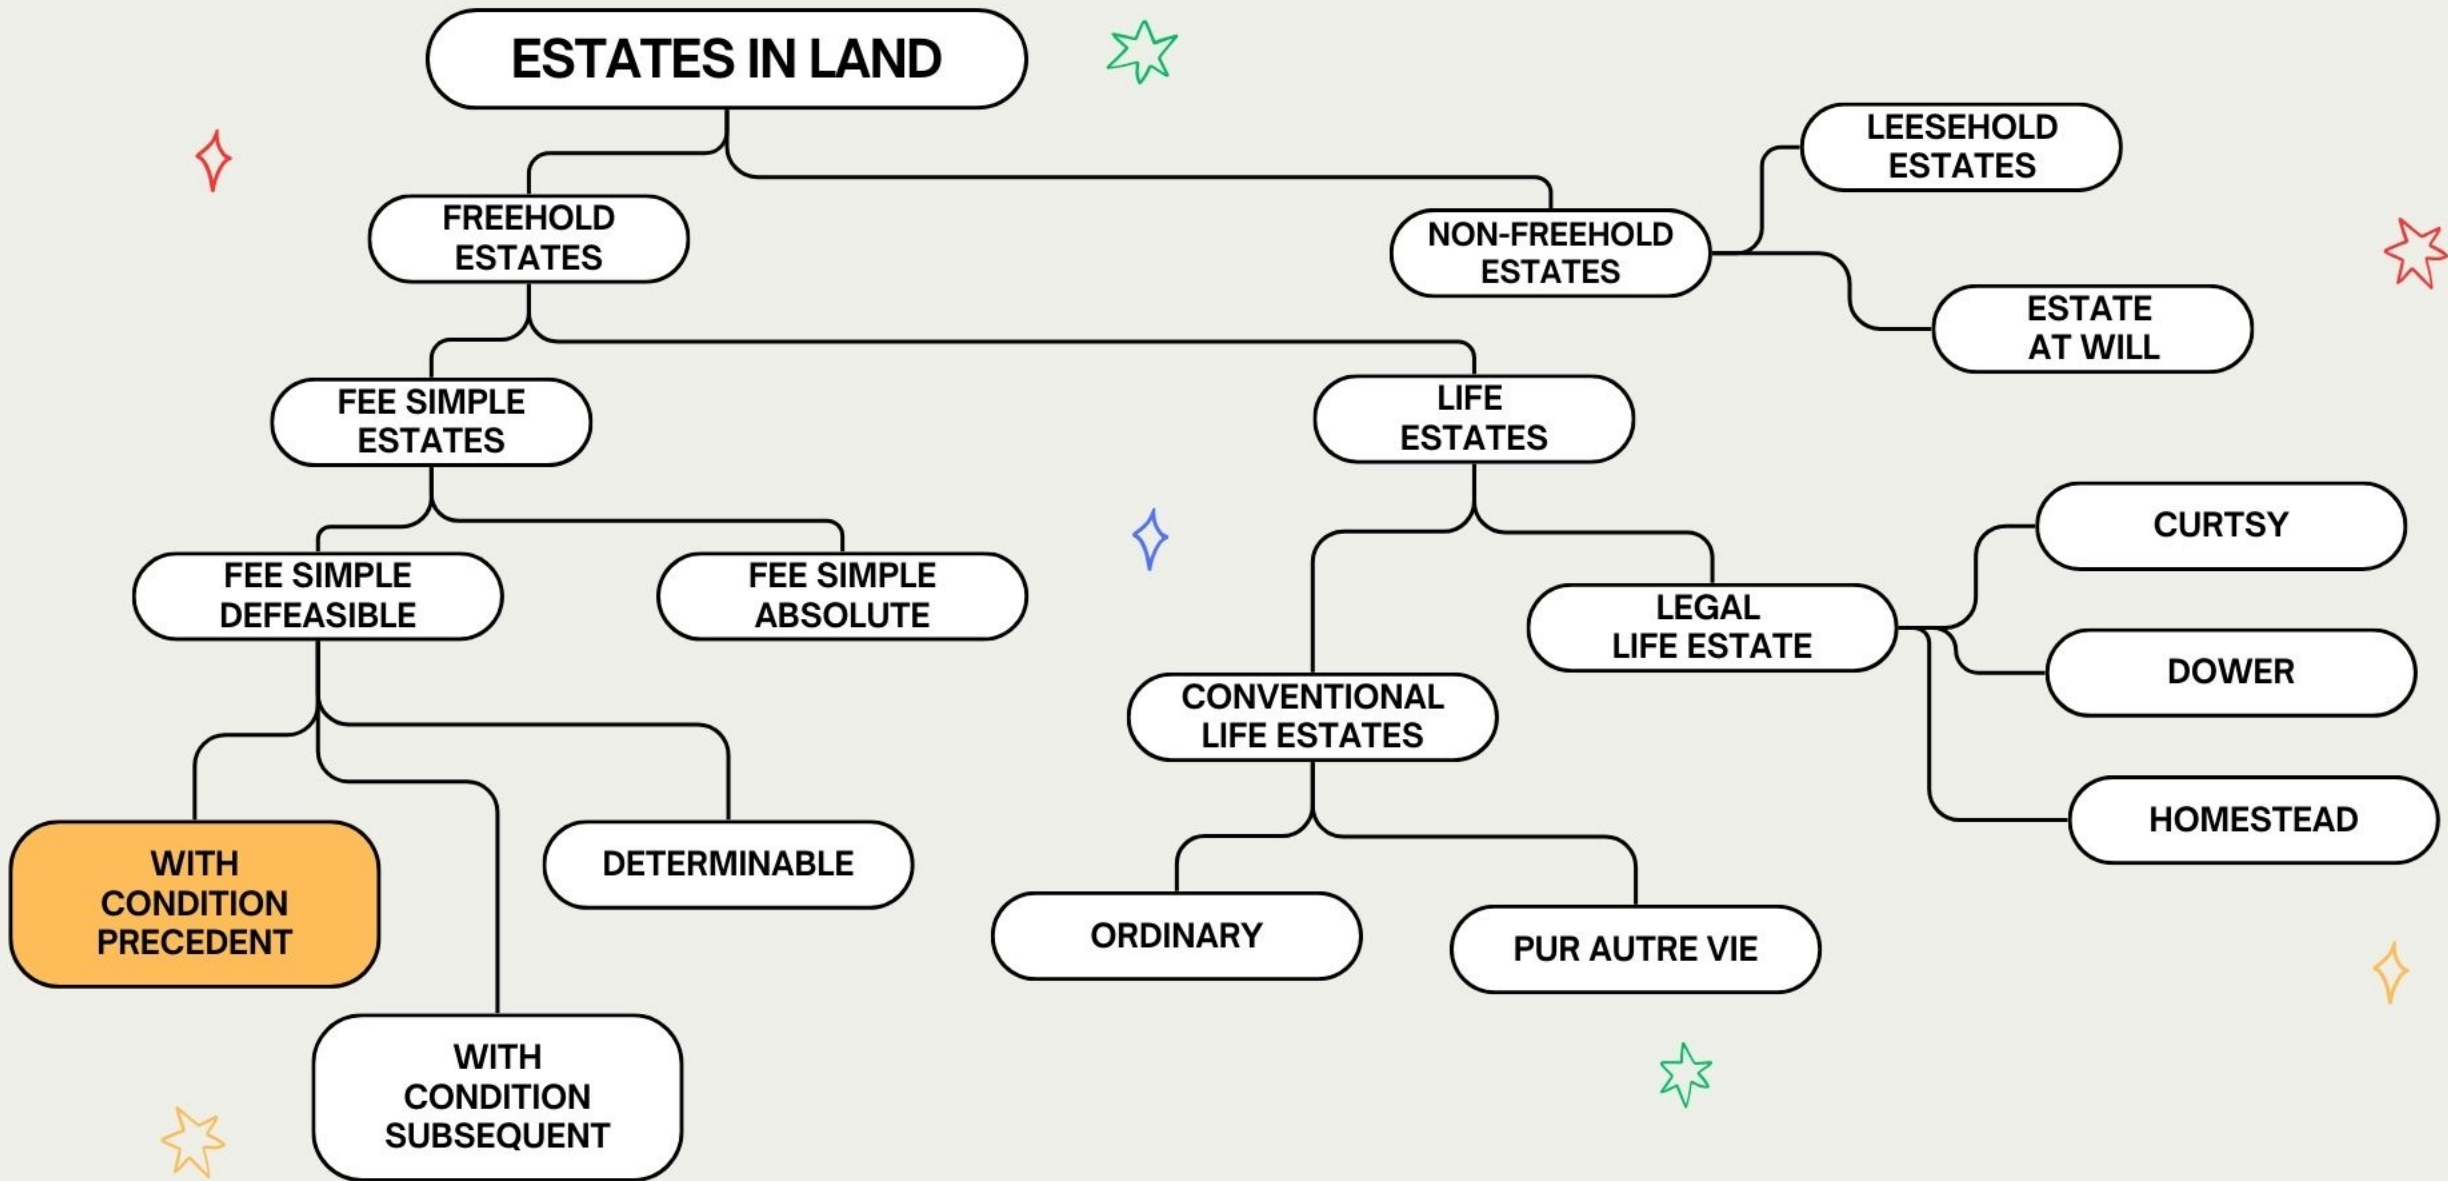 ESTATES IN LAND
LEESEHOLD
ESTATES
FREEHOLD
ESTATES
NON-FREEHOLD
ESTATES
ESTATE
AT WILL
FEE SIMPLE
ESTATES
LIFE
ESTATES
CURTSY
FEE SIMPLE
DEFEASIBLE
FEE SIMPLE
ABSOLUTE
LEGAL
LIFE ESTATE
DOWER
CONVENTIONAL
LIFE ESTATES
HOMESTEAD
WITH
CONDITION
PRECEDENT
DETERMINABLE
ORDINARY
PUR AUTRE VIE
WITH
CONDITION
SUBSEQUENT